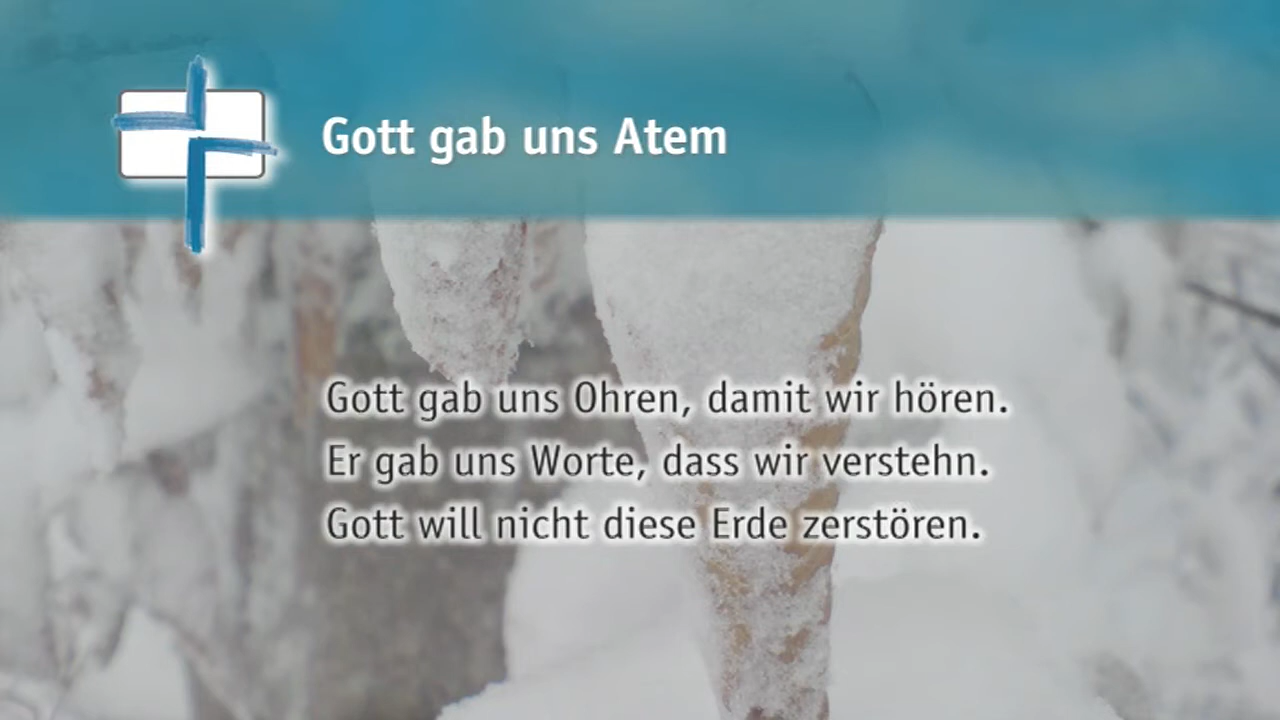 Gott gab uns Atem
Gott gab uns Ohren, damit wir hören.
Er gab uns Worte, dass wir verstehn.
Gott will nicht diese Erde zerstören.